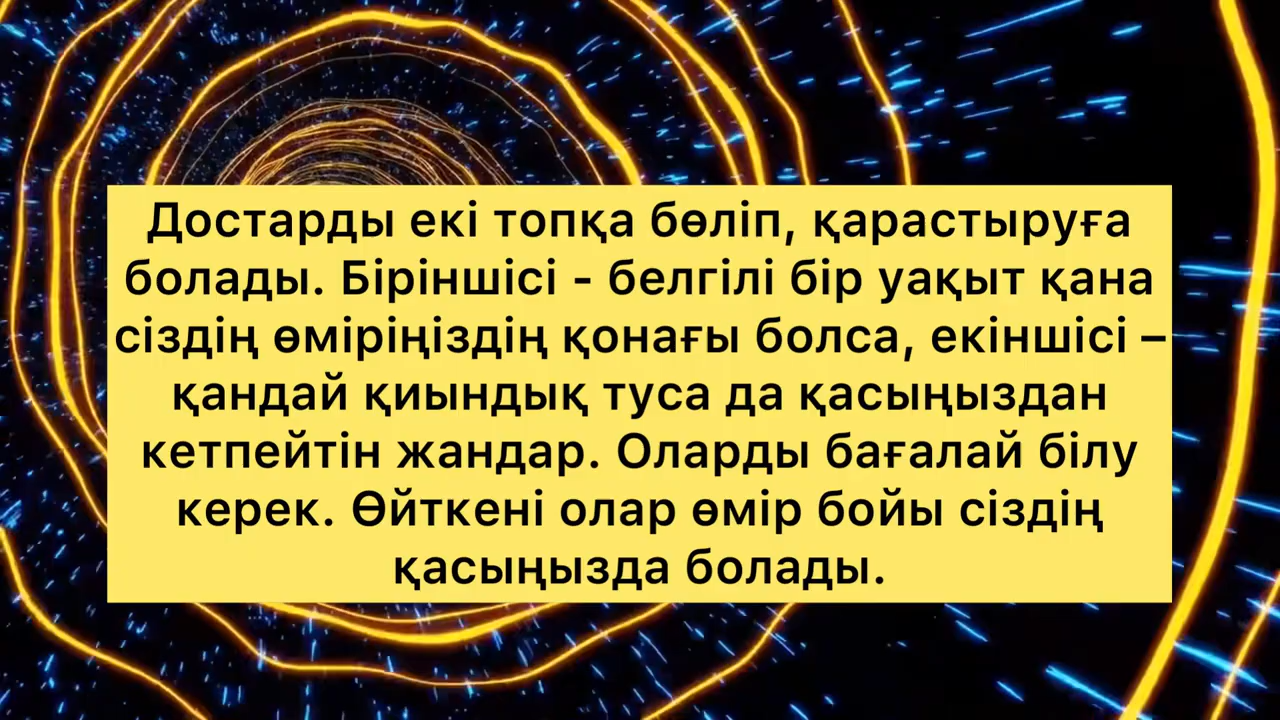 Достарды екі топқа бөліп, қарастыруға
болады. Біріншісі - белгілі бір уақыт қана
сіздің өміріңіздің қонағы болса, екіншісі –
қандай қиындық туса да қасыңыздан
кетпейтін жандар. Оларды бағалай білу
керек. Өйткені олар өмір бойы сіздің
қасыңызда болады.